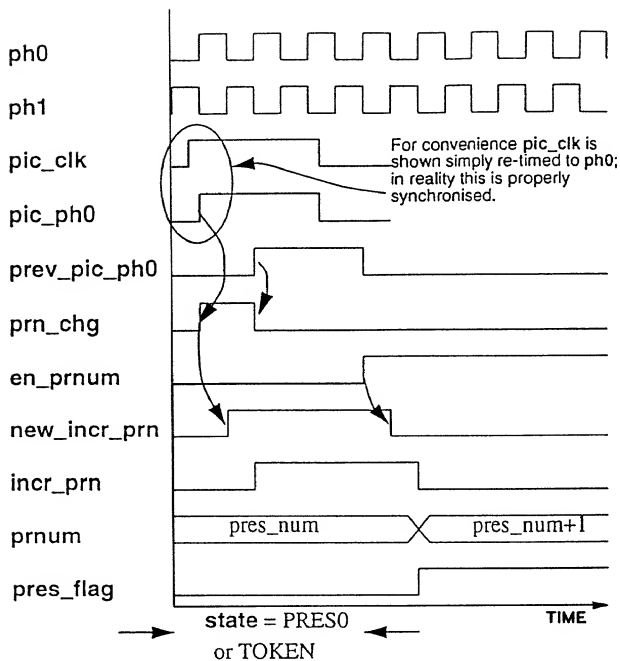 ph0
ph1
pic_clk
For convenience pic_clk is
shown simply re-timed to ph0;
in reality this is properly
synchronised.
pic_ph0
prev_pic_ph0
prn_chg
en_prnum
new_incr_prn
incr_prn
prnum
pres_num
pres_num+1
pres_flag
state = PRES0
or TOKEN
TIME